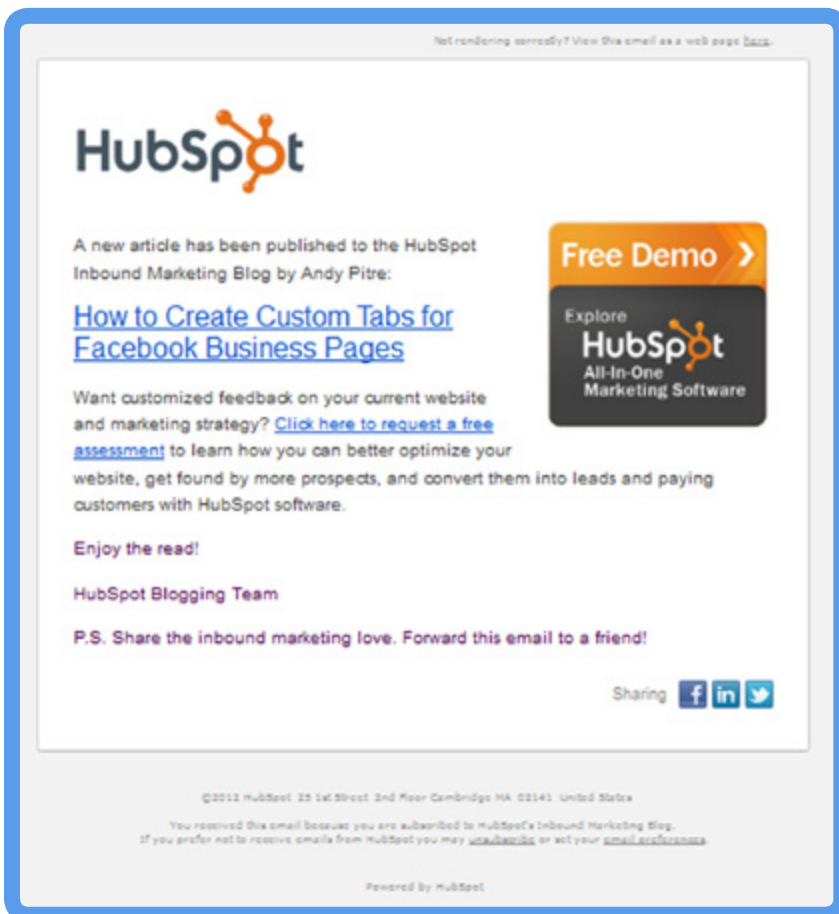 Not rendering correctly? View this email as a web page here.
HubSpot
A new article has been published to the HubSpot
Inbound Marketing Blog by Andy Pitre:
How to Create Custom Tabs for
Facebook Business Pages
Want customized feedback on your current website
and marketing strategy? Click here to request a free
assessment to learn how you can better optimize your
website, get found by more prospects, and convert them into leads and paying
customers with HubSpot software.
Free Demo
Explore
HubSpot
All-In-One
Marketing Software
Enjoy the read!
HubSpot Blogging Team
P.S. Share the inbound marketing love. Forward this email to a friend!
Sharing f in
©2012 HubSpot 25 1st Street 2nd Floor Cambridge MA 02141 United States
You received this email because you are subscribed to HubSpot's Inbound Marketing Blog.
If you prefer not to receive emails from HubSpot you may unsubscribe or set your email preferences.
Powered by HubSpot